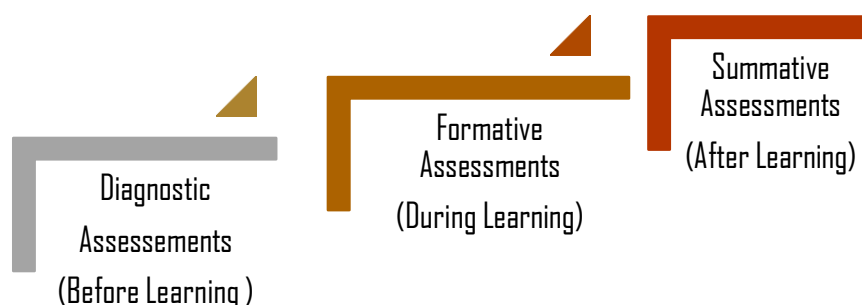 Diagnostic
Assessements
(Before Learning )
Formative
Assessments
(During Learning)
Summative
Assessments
(After Learning)